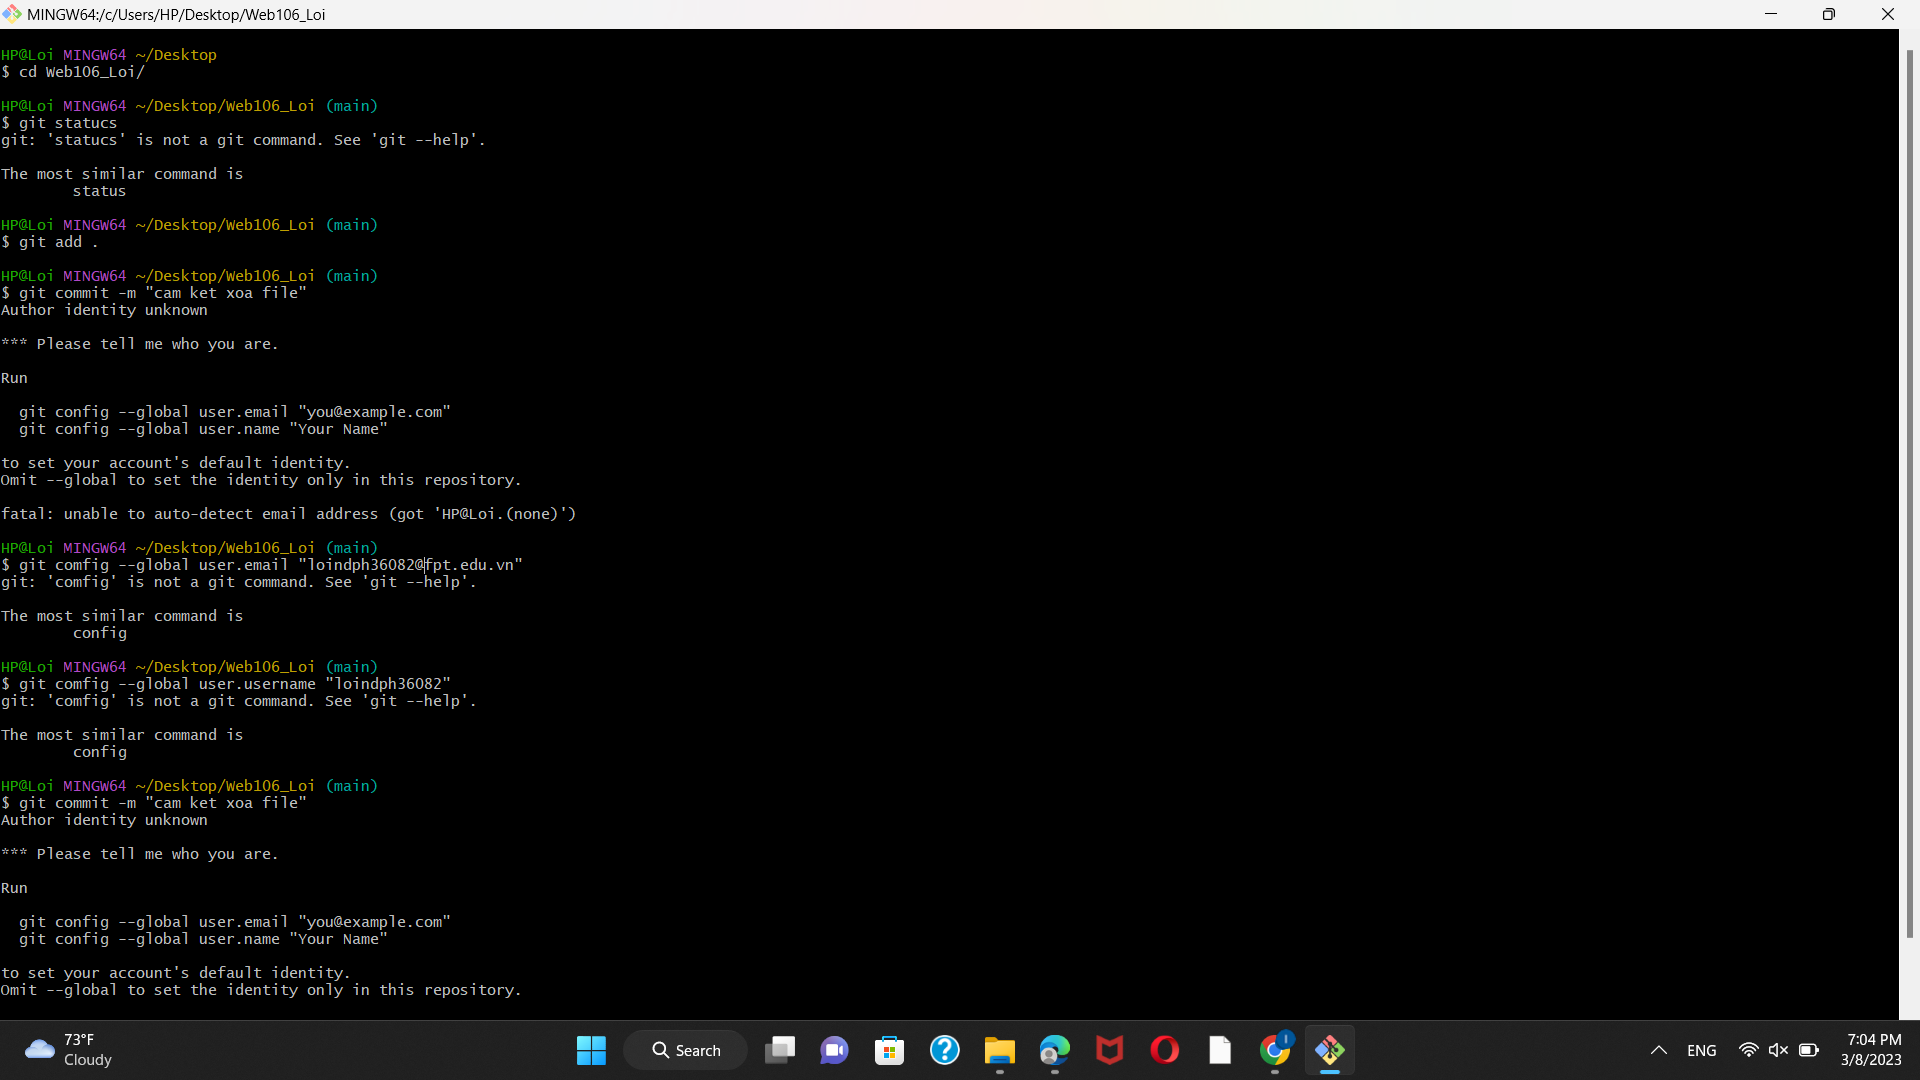 MINGW64:/c/Users/HP/Desktop/Web106_Loi
HP@Loi MINGW64 ~/Desktop
$ cd Web106_Loi/
HP@Loi MINGW64 ~/Desktop/Web106_Loi (main)
$ git statucs
git: 'statucs' is not a git command. See 'git --help'.
The most similar command is
status
HP@Loi MINGW64 ~/Desktop/Web106_Loi (main)
$ git add .
HP@Loi MINGW64 ~/Desktop/Web106_Loi (main)
$ git commit -m "cam ket xoa file"
Author identity unknown
*** Please tell me who you are.
Run
git config --global user.email "you@example.com"
git config --global user.name "Your Name"
to set your account's default identity.
Omit --global to set the identity only in this repository.
fatal: unable to auto-detect email address (got 'HP@Loi.(none)')
HP@Loi MINGW64 ~/Desktop/Web106_Loi (main)
$ git comfig --global user.email "loindph36082@fpt.edu.vn"
git: 'comfig' is not a git command. See 'git --help'.
The most similar command is
config
HP@Loi MINGW64 ~/Desktop/Web106_Loi (main)
$ git comfig --global user.username "loindph36082"
git: 'comfig' is not a git command. See 'git --help'.
The most similar command is
config
HP@Loi MINGW64 ~/Desktop/Web106_Loi (main)
$ git commit -m "cam ket xoa file"
Author identity unknown
*** Please tell me who you are.
Run
git config --global user.email "you@example.com"
git config --global user.name "Your Name"
to set your account's default identity.
Omit --global to set the identity only in this repository.
73°F
Cloudy
Search
ENG
7:04 PM
3/8/2023